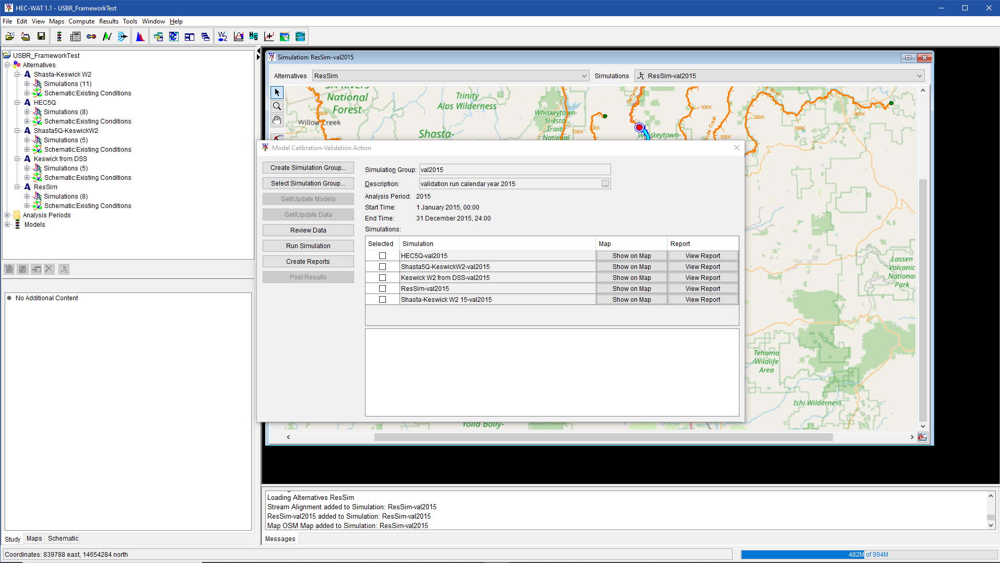 HEC-WAT 1.1 - USBR_FrameworkTest
File Edit View Maps Compute Results Tools Window Help
USBR_FrameworkTest
Alternatives
Shasta-Keswick W2
Simulations (11)
Schematic:Existing Conditions
HEC5Q
Simulations (8)
Schematic:Existing Conditions
Shasta5Q-KeswickW2
Simulations (5)
Schematic:Existing Conditions
Keswick from DSS
Simulations (5)
Schematic:Existing Conditions
ResSim
Simulations (8)
Schematic:Existing Conditions
Analysis Periods
Models
No Additional Content
Study Maps Schematic
Simulation: ResSim-val2015
Alternatives ResSim Simulations ResSim-val2015
Six Rivers
National
Forest
Willow Creek
Trinity
Alps Wilderness
Shasta-
Whiskeytown-
Shasta
Trinity
National
Whiskeytown-
700K
300K
100K
100K
200K
300K
400K
Model Calibration-Validation Action
Create Simulation Group...
Select Simulation Group...
Get/Update Models
Get/Update Data
Review Data
Run Simulation
Create Reports
Post Results
Simulation Group: val2015
Description: validation run calendar year 2015 ...
Analysis Period: 2015
Start Time: 1 January 2015, 00:00
End Time: 31 December 2015, 24:00
Simulations:
Selected Simulation Map Report
HEC5Q-val2015 Show on Map View Report
Shasta5Q-KeswickW2-val2015 Show on Map View Report
Keswick W2 from DSS-val2015 Show on Map View Report
ResSim-val2015 Show on Map View Report
Shasta-Keswick W2 15-val2015 Show on Map View Report
Lassen
Volcanic
National
Park
Tehama
Wildlife
Area
Ishi Wilderness
Yolla Bolly-
Loading Alternatives ResSim
Stream Alignment added to Simulation: ResSim-val2015
ResSim-val2015 added to Simulation: ResSim-val2015
Map OSM Map added to Simulation: ResSim-val2015
Messages
Coordinates: 839788 east, 14654284 north
482M of 994M